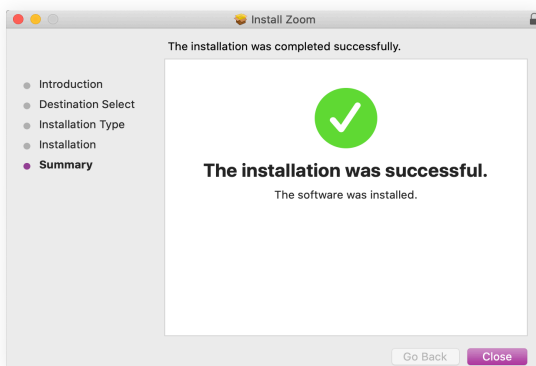 Install Zoom
The installation was completed successfully.
Introduction
Destination Select
Installation Type
Installation
Summary
The installation was successful.
The software was installed.
Go Back
Close